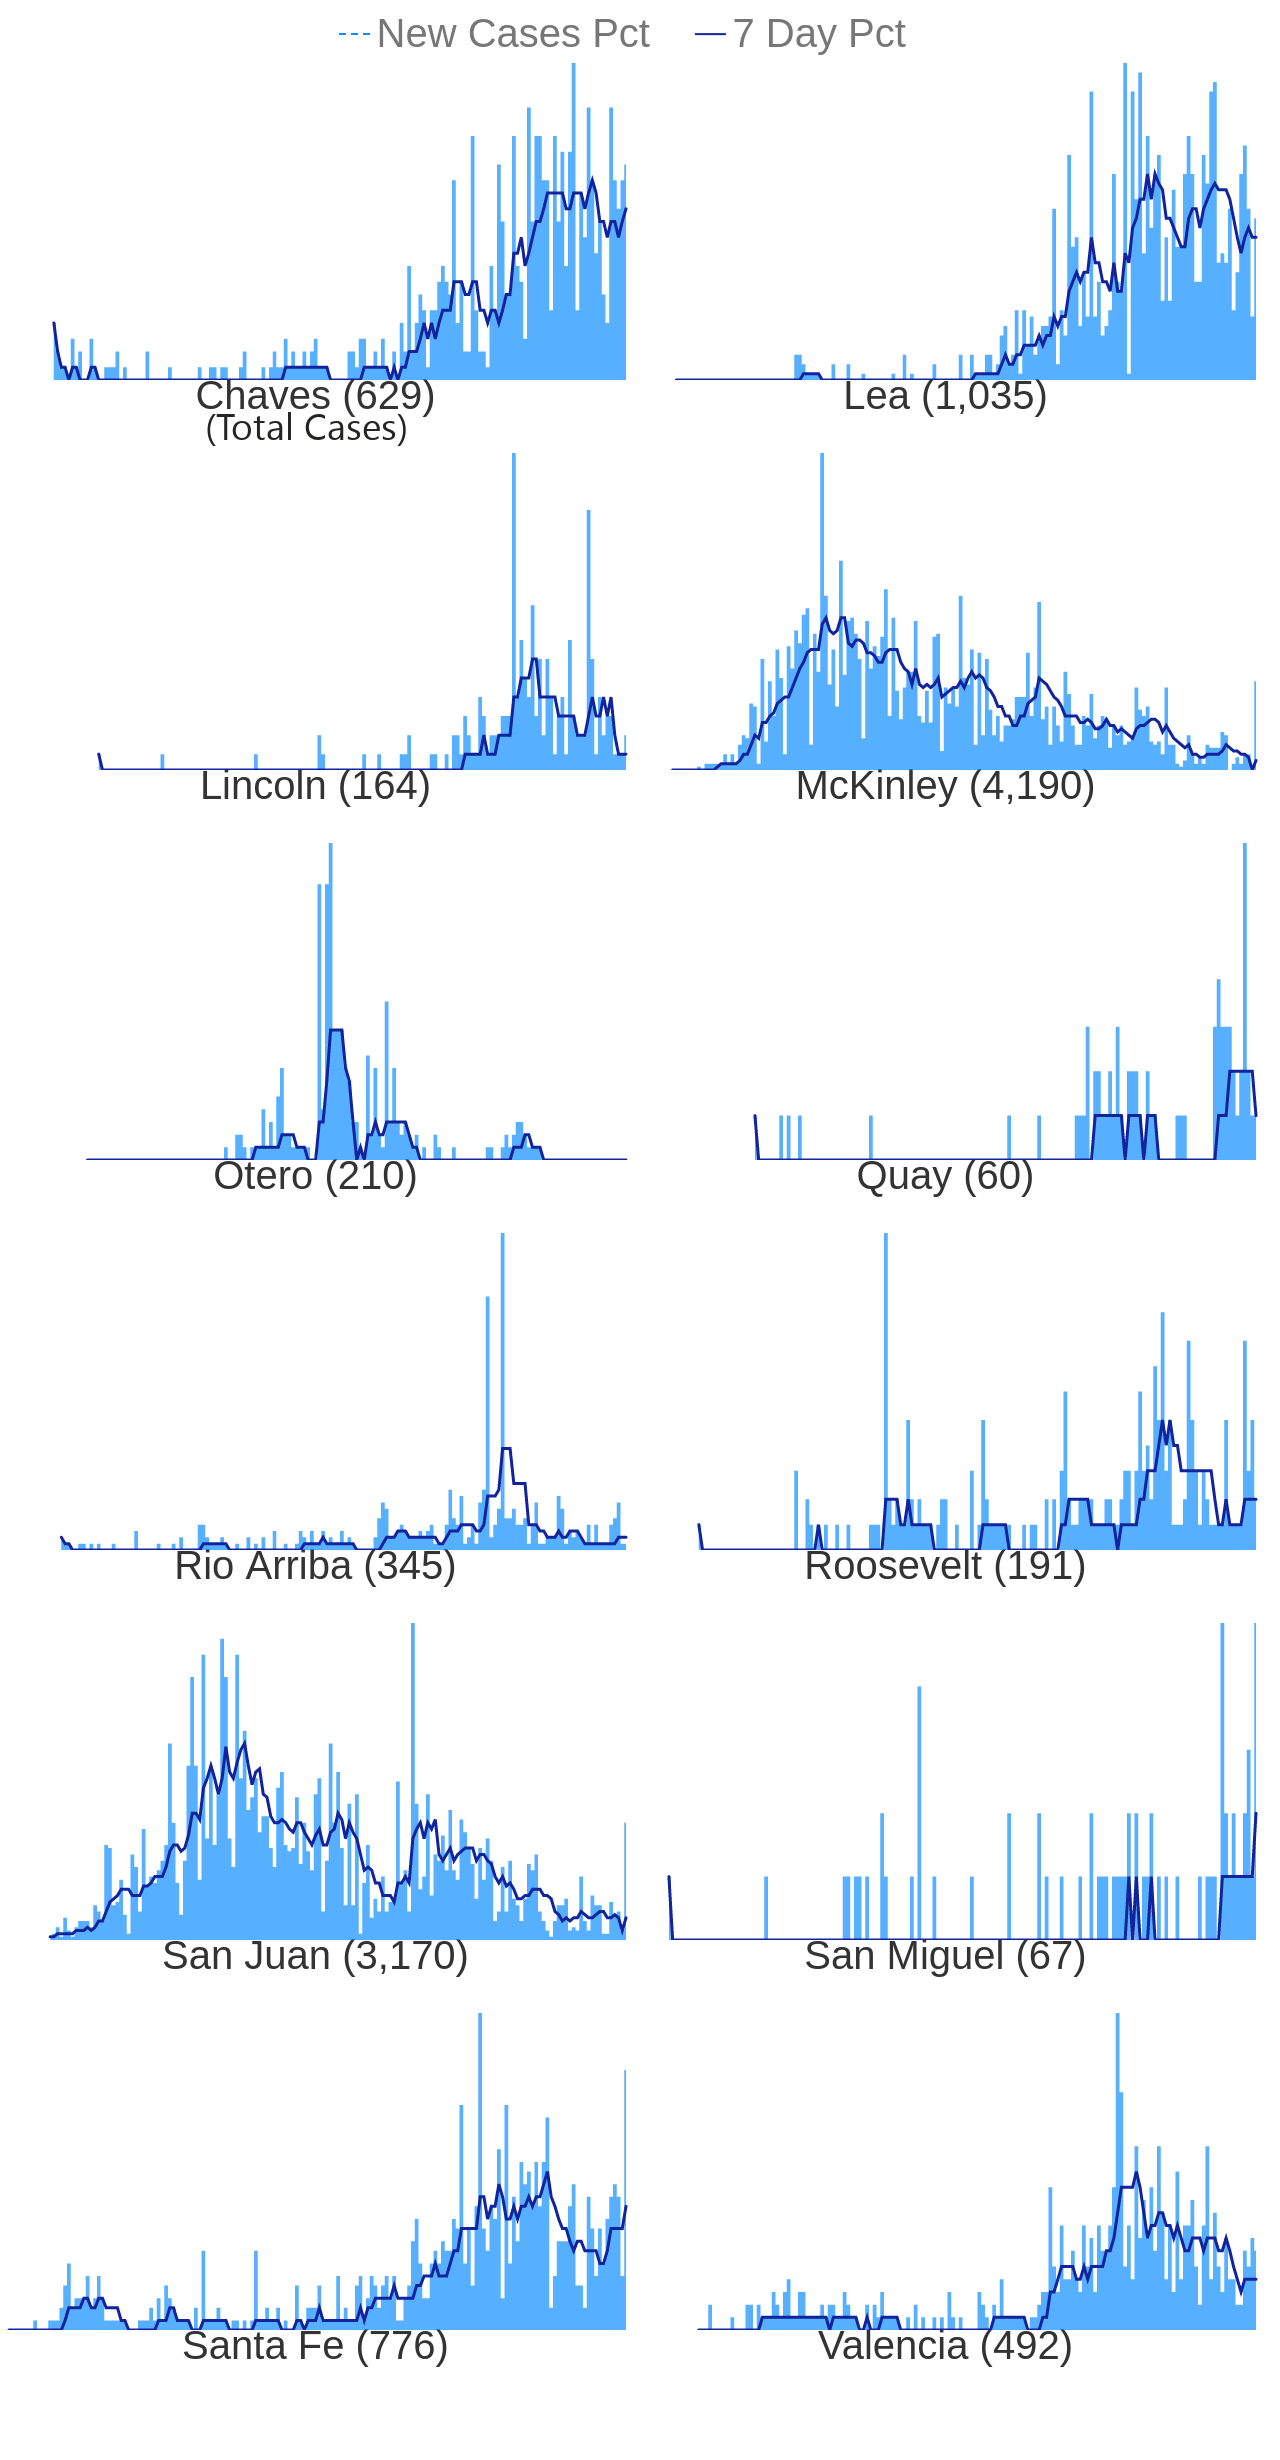 New Cases Pct 7 Day Pct
Chaves (629) Lea (1,035)
(Total Cases)
Lincoln (164) McKinley (4,190)
Otero (210) Quay (60)
Rio Arriba (345) Roosevelt (191)
San Juan (3,170) San Miguel (67)
Santa Fe (776) Valencia (492)